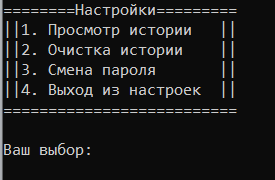 ========Настройки=========
||1. Просмотр истории   ||
||2. Очистка истории    ||
||3. Смена пароля       ||
||4. Выход из настроек  ||
==========================
Ваш выбор: